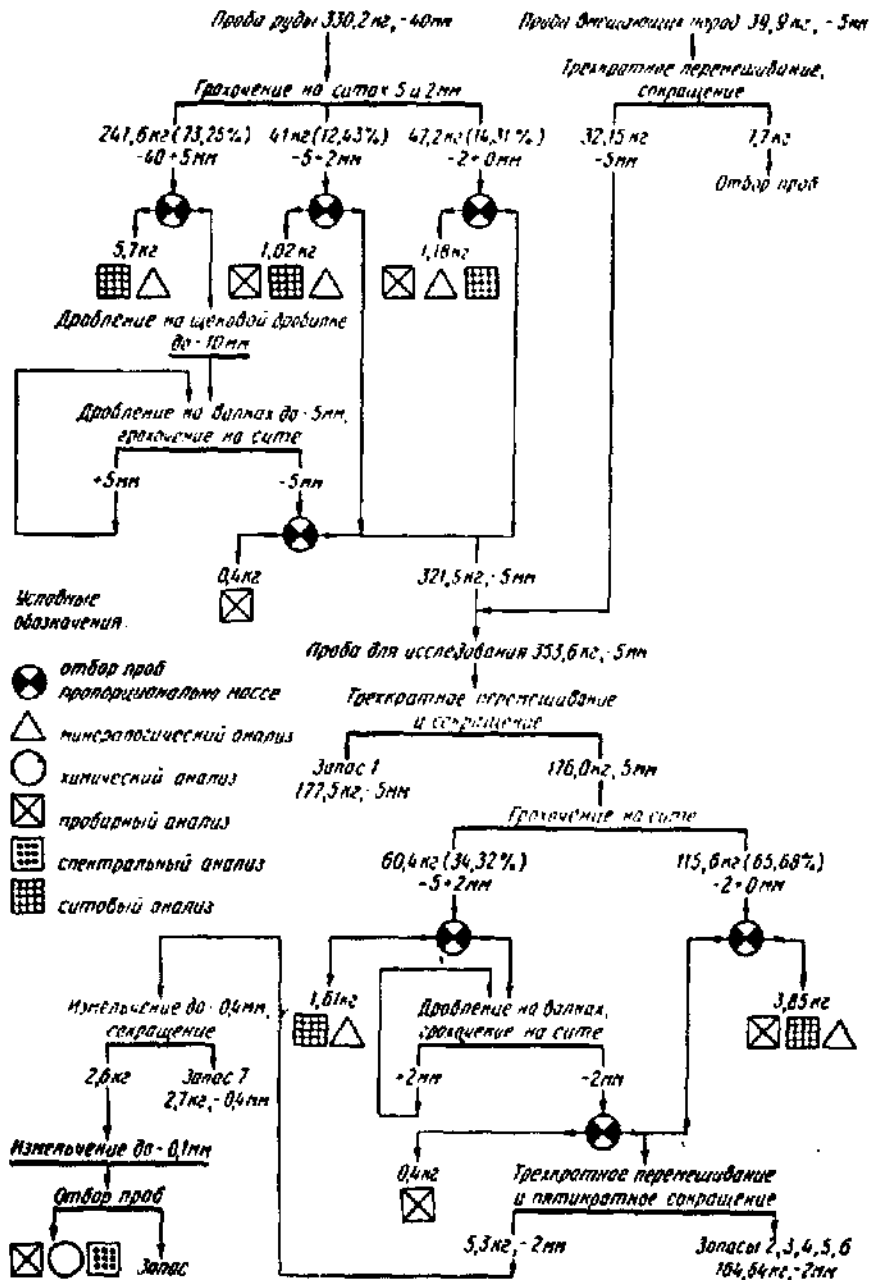 Проба руды 330,2кг,-40мм
Проба вмещающих пород 39,9кг, -5мм
Трехкратное перемешивание,
сокращение
Грохочение на ситах 5 и 2мм
241,6кг(73,25%)
-40+5мм
41кг(12,43%)
-5+2мм
47,2кг(14,31%)
-2+0мм
32,15кг
-5мм
7,7кг
Отбор проб
5,7кг
1,02кг
1,18кг
Дробление на щековой дробилке
до -10мм
Дробление на валках до -5мм,
грохочение на сите
+5мм
-5мм
0,4кг
321,5кг,-5мм
Условные
обозначения
отбор проб
пропорционально массе
минералогический анализ
химический анализ
пробирный анализ
спектральный анализ
ситовый анализ
Проба для исследования 353,6кг,-5мм
Трехкратное перемешивание
и сокращение
Запас 1
177,5кг,-5мм
176,0кг, 5мм
Грохочение на сите
60,4кг(34,32%)
-5+2мм
115,6кг(65,68%)
-2+0мм
1,61кг
3,85кг
Дробление на валках,
грохочение на сите
+2мм
-2мм
Измельчение до -0,4мм,
сокращение
2,6кг
Запас 7
2,7кг,-0,4мм
Измельчение до -0,1мм
Отбор проб
Запас
0,4кг
Трехкратное перемешивание
и пятикратное сокращение
5,3кг,-2мм
Запасы 2,3,4,5,6
164,64кг,-2мм